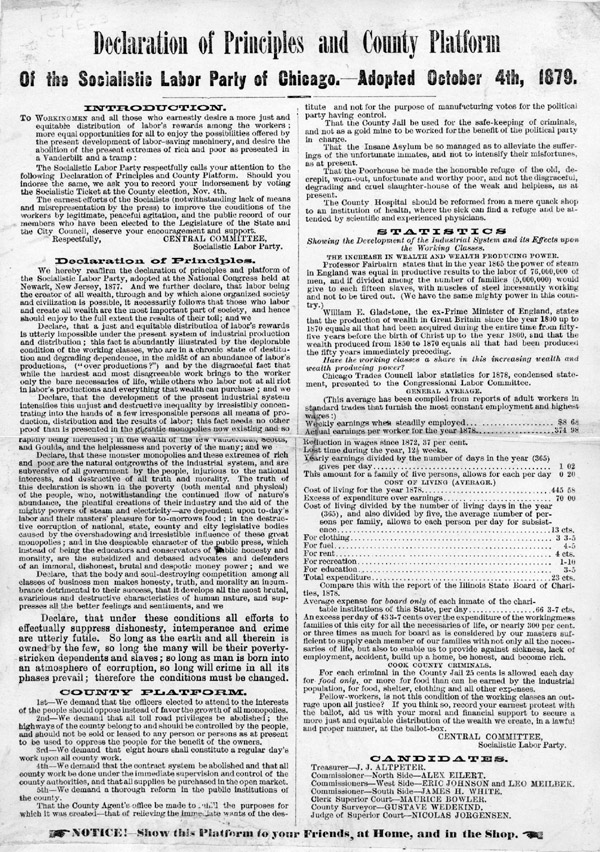 Declaration of Principles and County Platform
Of the Socialistic Labor Party of Chicago.—Adopted October 4th, 1879.
INTRODUCTION.
To WORKINGMEN and all those who earnestly desire a more just and
equitable distribution of labor's rewards among the workers;
more equal opportunities for all to enjoy the possibilities offered by
the present development of labor-saving machinery, and desire the
abolition of the present extremes of rich and poor as presented in
a Vanderbilt and a tramp:
The Socialistic Labor Party respectfully calls your attention to the
following Declaration of Principles and County Platform. Should you
indorse the same, we ask you to record your indorsement by voting
the Socialistic Ticket at the County election, Nov. 4th.
The earnest efforts of the Socialists (notwithstanding lack of means
and misrepresentation by the press) to improve the conditions of the
workers by legitimate, peaceful agitation, and the public record of our
members who have been elected to the Legislature of the State and
the City Council, deserve your encouragement and support.
Respectfully, CENTRAL COMMITTEE,
Socialistic Labor Party.
Declaration of Principles.
We hereby reaffirm the declaration of principles and platform of
the Socialistic Labor Party, adopted at the National Congress held at
Newark, New Jersey, 1877. And we further declare, that labor being
the creator of all wealth, through and by which alone organized society
and civilization is possible, it necessarily follows that those who labor
and create all wealth are the most important part of society, and hence
should enjoy to the full extent the results of their toil; and we
Declare, that a just and equitable distribution of labor's rewards
is utterly impossible under the present system of industrial production
and distribution; this fact is abundantly illustrated by the deplorable
condition of the working classes, who are in a chronic state of destitu-
tion and degrading dependence, in the midst of an abundance of labor's
productions, ("over productions?") and by the disgraceful fact that
while the hardest and most disagreeable work brings to the worker
only the bare necessaries of life, while others who labor not at all riot
in labor's productions and everything that wealth can purchase; and we
Declare, that the development of the present industrial system
intensifies this unjust and destructive inequality by irresistibly concen-
trating into the hands of a few irresponsible persons all means of pro-
duction, distribution and the results of labor; this fact needs no other
proof than is presented in the gigantic monopolies now existing and so
rapidly being increased; in the wealth of the few Vanderbilts, Scotts,
and Goulds, and the helplessness and poverty of the many; and we
Declare, that these monster monopolies and these extremes of rich
and poor are the natural outgrowths of the industrial system, and are
subversive of all government by the people, injurious to the national
interests, and destructive of all truth and morality. The truth of
this declaration is shown in the poverty (both mental and physical)
of the people, who, notwithstanding the continued flow of nature's
abundance, the plentiful creations of their industry and the aid of the
mighty powers of steam and electricity—are dependent upon to-day's
labor and their masters' pleasure for to-morrows food; in the destruc-
tive corruption of national, state, county and city legislative bodies
caused by the overshadowing and irresistible influence of these great
monopolies; and in the despicable character of the public press, which
instead of being the educators and conservators of public honesty and
morality, are the subsidized and debased advocates and defenders
of an immoral, dishonest, brutal and despotic money power; and we
Declare, that the body and soul-destroying competition among all
classes of business men makes honesty, truth, and morality an incum-
brance detrimental to their success, that it develops all the most brutal,
avaricious and destructive characteristics of human nature, and sup-
presses all the better feelings and sentiments, and we
Declare, that under these conditions all efforts to
effectually suppress dishonesty, intemperance and crime
are utterly futile. So long as the earth and all therein is
owned by the few, so long the many will be their poverty-
stricken dependents and slaves; so long as man is born into
an atmosphere of corruption, so long will crime in all its
phases prevail; therefore the conditions must be changed.
COUNTY PLATFORM.
1st—We demand that the officers elected to attend to the interests
of the people should oppose instead of favor the growth of all monopolies.
2nd—We demand that all toll road privileges be abolished; the
highways of the county belong to and should be controlled by the people,
and should not be sold or leased to any person or persons as at present
to be used to oppress the people for the benefit of the owners.
3rd—We demand that eight hours shall constitute a regular day's
work upon all county work.
4th—We demand that the contract system be abolished and that all
county work be done under the immediate supervision and control of the
county authorities, and that all supplies be purchased in the open market.
5th—We demand a thorough reform in the public institutions of
the county.
That the County Agent's office be made to fulfil the purposes for
which it was created—that of relieving the immediate wants of the des-
titute and not for the purpose of manufacturing votes for the political
party having control.
That the County Jail be used for the safe-keeping of criminals,
and not as a gold mine to be worked for the benefit of the political party
in charge.
That the Insane Asylum be so managed as to alleviate the suffer-
ings of the unfortunate inmates, and not to intensify their misfortunes,
as at present.
That the Poorhouse be made the honorable refuge of the old, de-
crepit, worn-out, unfortunate and worthy poor, and not the disgraceful,
degrading and cruel slaughter-house of the weak and helpless, as at
present.
The County Hospital should be reformed from a mere quack shop
to an institution of health, where the sick can find a refuge and be at-
tended by scientific and experienced physicians.
STATISTICS
Showing the Development of the Industrial System and its Effects upon
the Working Classes.
THE INCREASE IN WEALTH AND WEALTH PRODUCING POWER.
Professor Fairbairn states that in the year 1865 the power of steam
in England was equal in productive results to the labor of 76,000,000 of
men, and if divided among the number of families (5,000,000) would
give to each fifteen slaves, with muscles of steel incessantly working
and not to be tired out. (We have the same mighty power in this coun-
try.)
William E. Gladstone, the ex-Prime Minister of England, states
that the production of wealth of Great Britain since the year 1800 up to
1870 equals all that had been acquired during the entire time from fifty-
five years before the birth of Christ up to the year 1800, and that the
wealth produced from 1850 to 1870 equals all that had been produced
the fifty years immediately preceding.
Have the working classes a share in this increasing wealth and
wealth producing power?
Chicago Trades Council labor statistics for 1878, condensed state-
ment, presented to the Congressional Labor Committee.
GENERAL AVERAGE.
(This average has been compiled from reports of adult workers in
standard trades that furnish the most constant employment and highest
wages:)
Weekly earnings when steadily employed....$8 68
Actual earnings per worker for the year 1878....374 98
Reduction in wages since 1872, 37 per cent.
Lost time during the year, 12½ weeks.
Yearly earnings divided by the number of days in the year (365)
gives per day....1 02
This amount for a family of five persons, allows for each per day 0 20
COST OF LIVING (AVERAGE.)
Cost of living for the year 1878....445 58
Excess of expenditure over earnings....70 60
Cost of living divided by the number of living days in the year
(365), and also divided by five, the average number of per-
sons per family, allows to each person per day for subsist-
ence....13 cts.
For clothing....3 3-5
For fuel....4-5
For rent....4 cts.
For recreation....1-10
For education....3-5
Total expenditure....23 cts.
Compare this with the report of the Illinois State Board of Chari-
ties, 1878.
Average expense for board only of each inmate of the chari-
table institutions of this State, per day....66 3-7 cts.
An excess per day of 43 3-7 cents over the expenditure of the workingmens
families of this city for all the necessaries of life, or nearly 300 per cent.
or three times as much for board as is considered by our masters suf-
ficient to supply each member of our families with not only all the neces-
saries of life, but also to enable us to provide against sickness, lack of
employment, accident, build up a home, be honest, and become rich.
COOK COUNTY CRIMINALS.
For each criminal in the County Jail 25 cents is allowed each day
for food only, or more for food than can be earned by the industrial
population, for food, shelter, clothing and all other expenses.
Fellow-workers, is not this condition of the working classes an out-
rage upon all justice? If you think so, record your earnest protest with
the ballot, aid us with your moral and financial support to secure a
more just and equitable distribution of the wealth we create, in a lawful
and proper manner, at the ballot-box.
CENTRAL COMMITTEE,
Socialistic Labor Party.
CANDIDATES.
Treasurer—J. J. ALTPETER.
Commissioner—North Side—ALEX EILERT.
Commissioners—West Side—ERIC JOHNSON and LEO MEILBEK.
Commissioner—South Side—JAMES H. WHITE.
Clerk Superior Court—MAURICE BOWLER.
County Surveyor—GUSTAVE WEDEKIND.
Judge of Superior Court—NICOLAS JORGENSEN.
NOTICE!—Show this Platform to your Friends, at Home, and in the Shop.